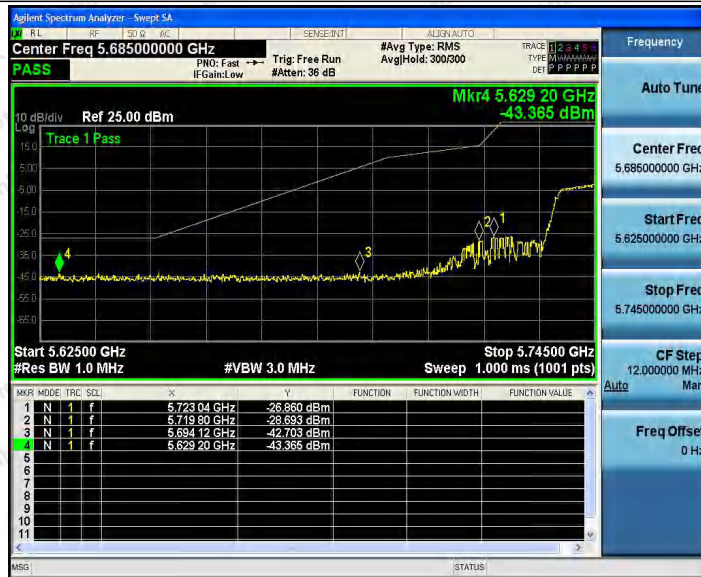 Agilent Spectrum Analyzer - Swept SA
LXI RL RF 50 Ω AC SENSE:INT ALIGN AUTO
Center Freq 5.685000000 GHz
PASS
PNO: Fast
IFGain:Low
Trig: Free Run
#Atten: 36 dB
#Avg Type: RMS
Avg|Hold: 300/300
TRACE 1 2 3 4 5 6
TYPE M
DET P P P P P P
Mkr4 5.629 20 GHz
-43.365 dBm
10 dB/div Ref 25.00 dBm
Log
Trace 1 Pass
15.0
5.00
-5.00
-15.0
-25.0
-35.0
-45.0
-55.0
-65.0
4
3
2
1
Start 5.62500 GHz Stop 5.74500 GHz
#Res BW 1.0 MHz #VBW 3.0 MHz Sweep 1.000 ms (1001 pts)
MKR MODE TRC SCL X Y FUNCTION FUNCTION WIDTH FUNCTION VALUE
1 N 1 f 5.723 04 GHz -26.860 dBm
2 N 1 f 5.719 80 GHz -28.693 dBm
3 N 1 f 5.694 12 GHz -42.703 dBm
4 N 1 f 5.629 20 GHz -43.365 dBm
5
6
7
8
9
10
11
MSG STATUS
Frequency
Auto Tune
Center Freq
5.685000000 GHz
Start Freq
5.625000000 GHz
Stop Freq
5.745000000 GHz
CF Step
12.000000 MHz
Auto Man
Freq Offset
0 Hz